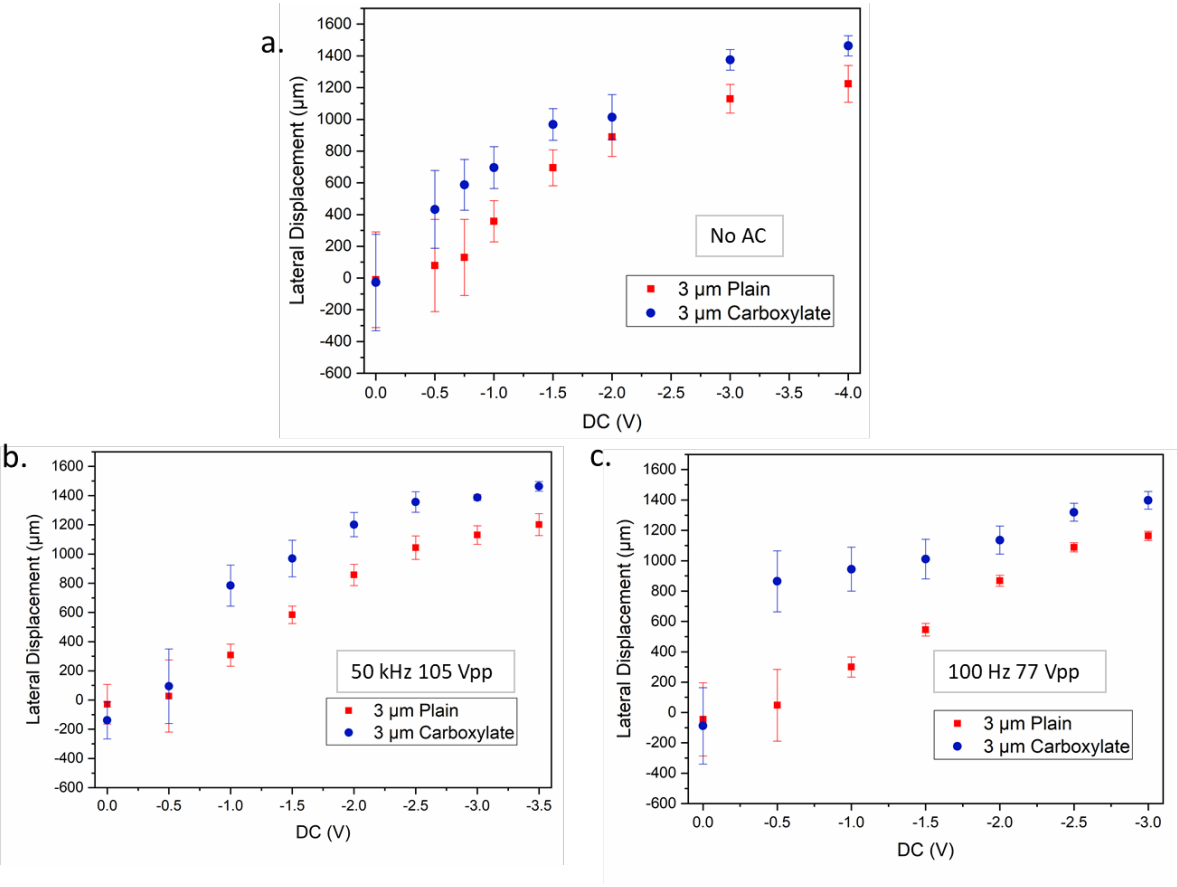 a.
Lateral Displacement (µm)
1600
1400
1200
1000
800
600
400
200
0
-200
-400
-600
No AC
3 µm Plain
3 µm Carboxylate
0.0 -0.5 -1.0 -1.5 -2.0 -2.5 -3.0 -3.5 -4.0
DC (V)
b.
Lateral Displacement (µm)
1600
1400
1200
1000
800
600
400
200
0
-200
-400
-600
50 kHz 105 Vpp
3 µm Plain
3 µm Carboxylate
0.0 -0.5 -1.0 -1.5 -2.0 -2.5 -3.0 -3.5
DC (V)
c.
Lateral Displacement (µm)
1600
1400
1200
1000
800
600
400
200
0
-200
-400
-600
100 Hz 77 Vpp
3 µm Plain
3 µm Carboxylate
0.0 -0.5 -1.0 -1.5 -2.0 -2.5 -3.0
DC (V)